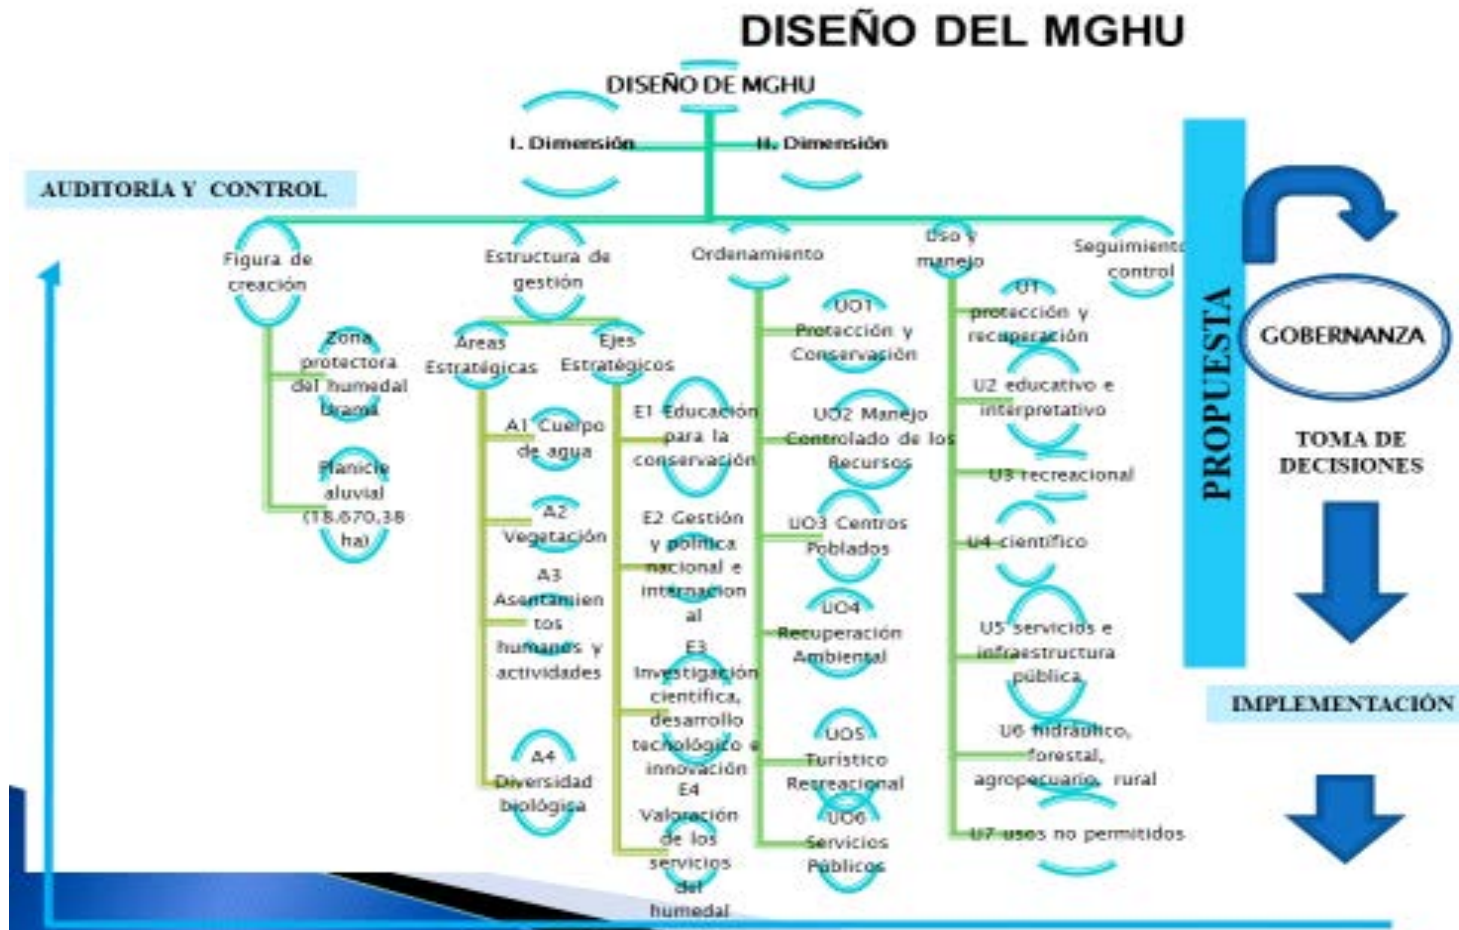 DISEÑO DEL MGHU
DISEÑO DE MGHU
I. Dimensión
II. Dimensión
AUDITORÍA Y CONTROL
Figura de
creación
Zona
protectora
del humedal
Urama
Planicie
aluvial
(18.670,38
ha)
Estructura de
gestión
Áreas
Estratégicas
A1 Cuerpo
de agua
A2
Vegetación
A3
Asentamien
tos
humanos y
actividades
A4
Diversidad
biológica
Ejes
Estratégicos
E1 Educación
para la
conservación
E2 Gestión
y política
nacional e
internacion
al
E3
Investigación
científica,
desarrollo
tecnológico e
innovación
E4
Valoración
de los
servicios
del
humedal
Ordenamiento
UO1
Protección y
Conservación
UO2 Manejo
Controlado de los
Recursos
UO3 Centros
Poblados
UO4
Recuperación
Ambiental
UO5
Turístico
Recreacional
UO6
Servicios
Públicos
Uso y
manejo
U1
protección y
recuperación
U2 educativo e
interpretativo
U3 recreacional
U4 científico
U5 servicios e
infraestructura
pública
U6 hidráulico,
forestal,
agropecuario, rural
U7 usos no permitidos
Seguimiento
control
PROPUESTA
GOBERNANZA
TOMA DE
DECISIONES
IMPLEMENTACIÓN